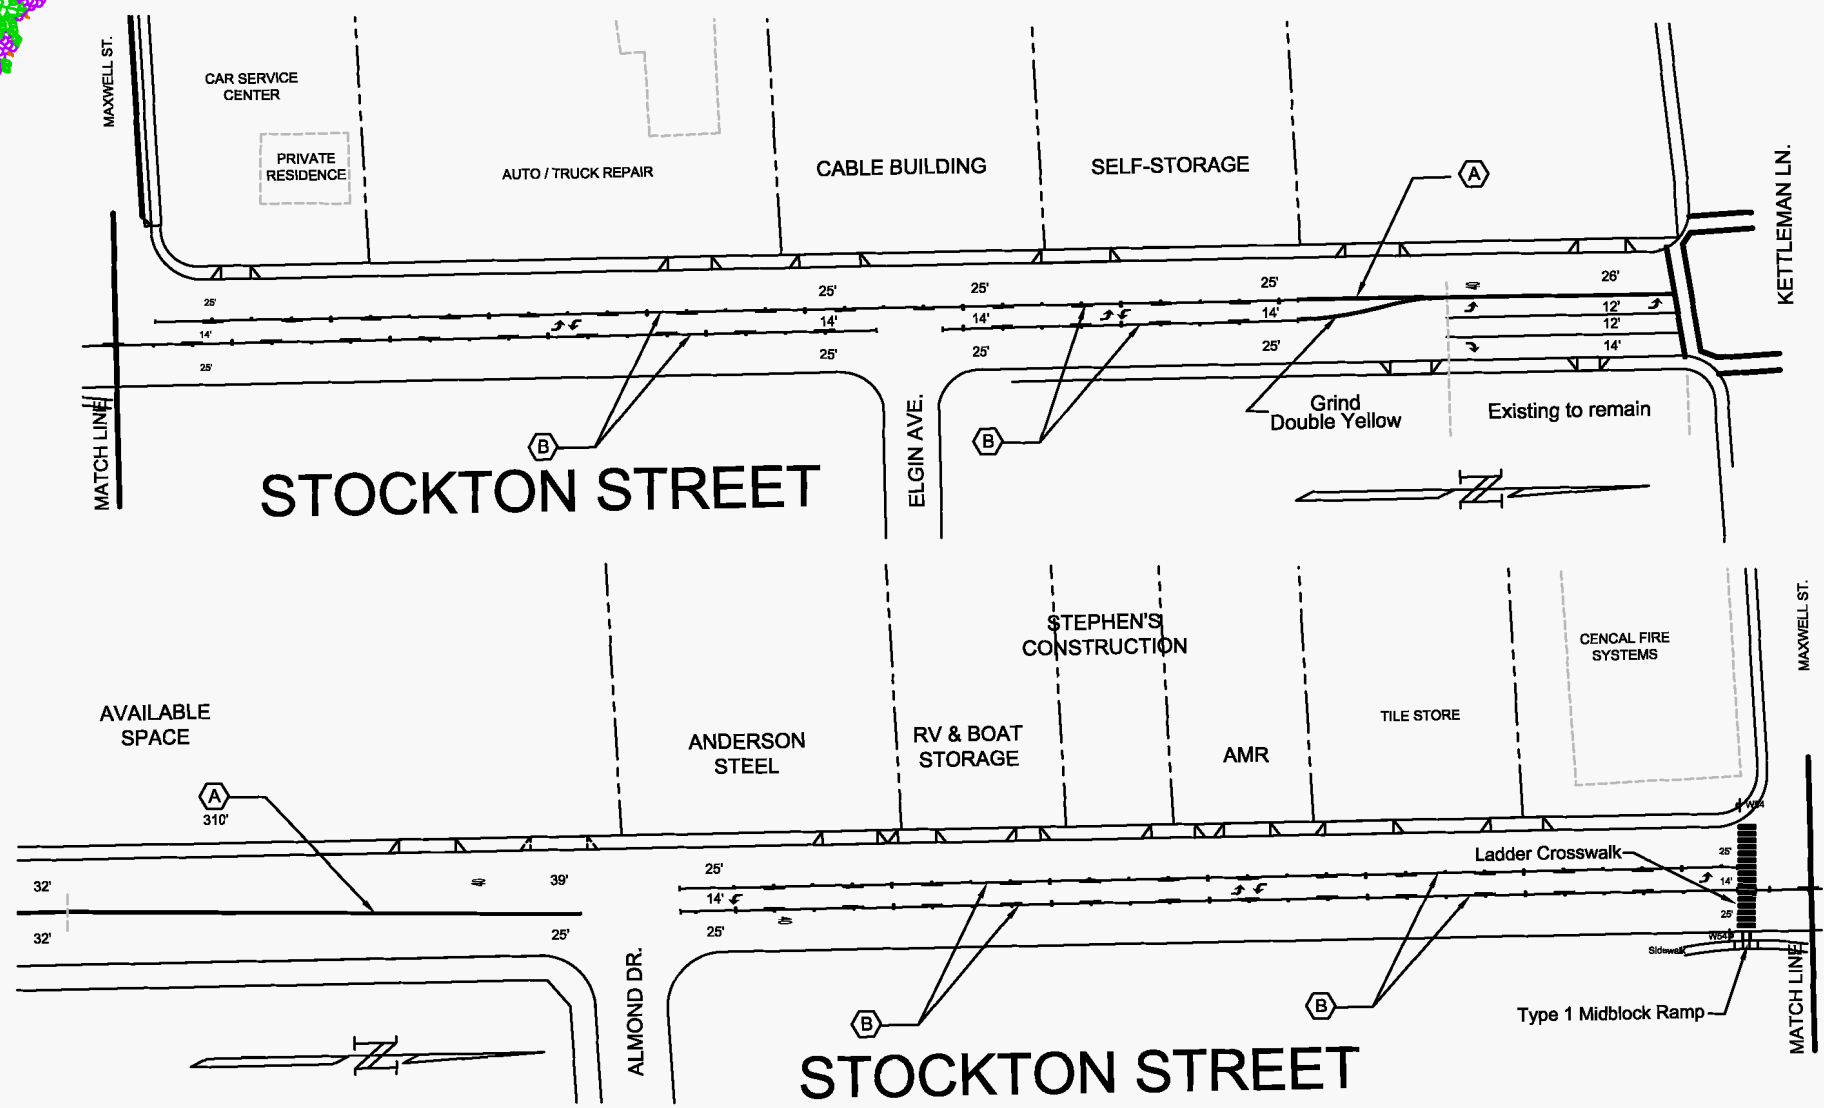 MAXWELL ST.
CAR SERVICE
CENTER
PRIVATE
RESIDENCE
AUTO / TRUCK REPAIR
CABLE BUILDING
SELF-STORAGE
A
KETTLEMAN LN.
25'
25'
25'
25'
26'
14'
14'
14'
14'
12'
12'
14'
25'
25'
25'
25'
Grind
Double Yellow
Existing to remain
MATCH LINE
B
B
ELGIN AVE.
STOCKTON STREET
N
AVAILABLE
SPACE
A
310'
ANDERSON
STEEL
RV & BOAT
STORAGE
STEPHEN'S
CONSTRUCTION
AMR
TILE STORE
CENCAL FIRE
SYSTEMS
MAXWELL ST.
W54
32'
39'
25'
Ladder Crosswalk
25'
14'
14'
32'
25'
25'
25'
W54
Sidewalk
ALMOND DR.
B
B
Type 1 Midblock Ramp
MATCH LINE
N
STOCKTON STREET